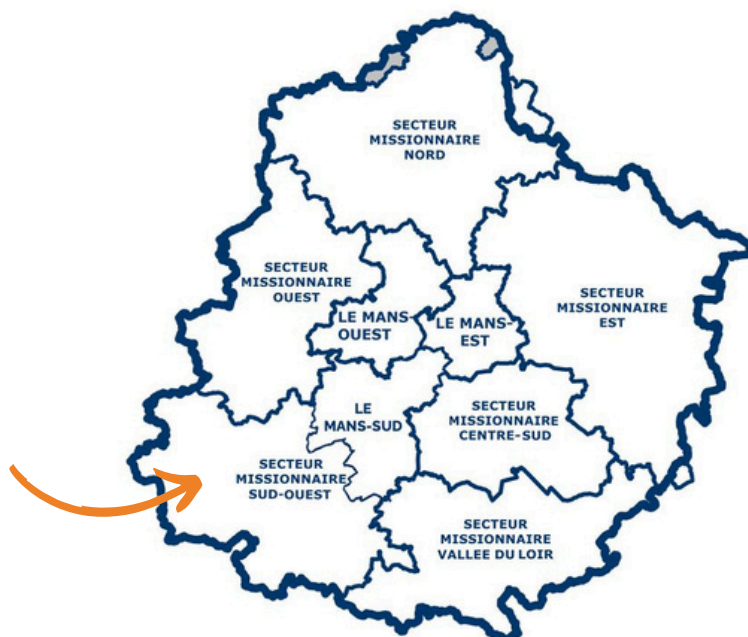 SECTEUR
MISSIONNAIRE
NORD
SECTEUR
MISSIONNAIRE
OUEST
SECTEUR
MISSIONNAIRE
EST
LE MANS-
OUEST
LE MANS-
EST
LE
MANS-SUD
SECTEUR
MISSIONNAIRE
CENTRE-SUD
SECTEUR
MISSIONNAIRE
SUD-OUEST
SECTEUR
MISSIONNAIRE
VALLEE DU LOIR